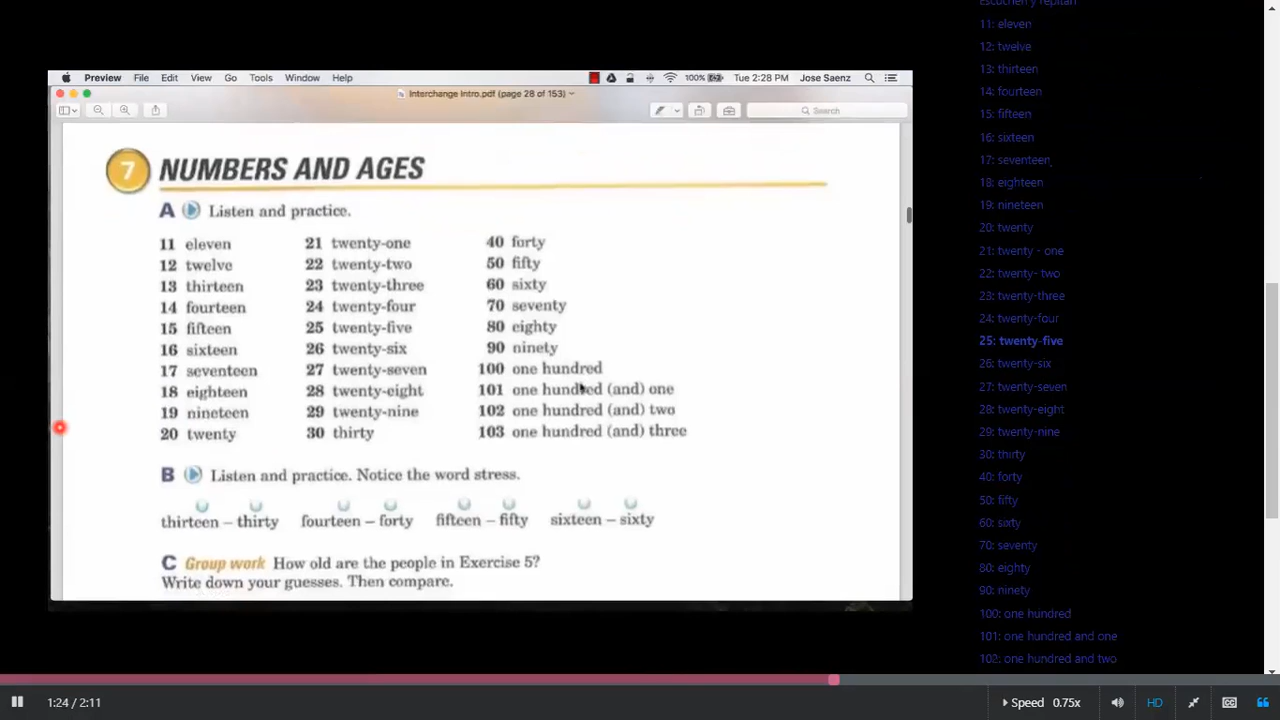 Preview File Edit View Go Tools Window Help 100% Tue 2:28 PM Jose Saenz
Interchange Intro.pdf (page 28 of 153)
Search
7 NUMBERS AND AGES
A Listen and practice.
11 eleven 21 twenty-one 40 forty
12 twelve 22 twenty-two 50 fifty
13 thirteen 23 twenty-three 60 sixty
14 fourteen 24 twenty-four 70 seventy
15 fifteen 25 twenty-five 80 eighty
16 sixteen 26 twenty-six 90 ninety
17 seventeen 27 twenty-seven 100 one hundred
18 eighteen 28 twenty-eight 101 one hundred (and) one
19 nineteen 29 twenty-nine 102 one hundred (and) two
20 twenty 30 thirty 103 one hundred (and) three
B Listen and practice. Notice the word stress.
thirteen – thirty fourteen – forty fifteen – fifty sixteen – sixty
C Group work How old are the people in Exercise 5?
Write down your guesses. Then compare.
Escuchen y repitan
11: eleven
12: twelve
13: thirteen
14: fourteen
15: fifteen
16: sixteen
17: seventeen
18: eighteen
19: nineteen
20: twenty
21: twenty - one
22: twenty- two
23: twenty-three
24: twenty-four
25: twenty-five
26: twenty-six
27: twenty-seven
28: twenty-eight
29: twenty-nine
30: thirty
40: forty
50: fifty
60: sixty
70: seventy
80: eighty
90: ninety
100: one hundred
101: one hundred and one
102: one hundred and two
1:24 / 2:11 Speed 0.75x HD CC